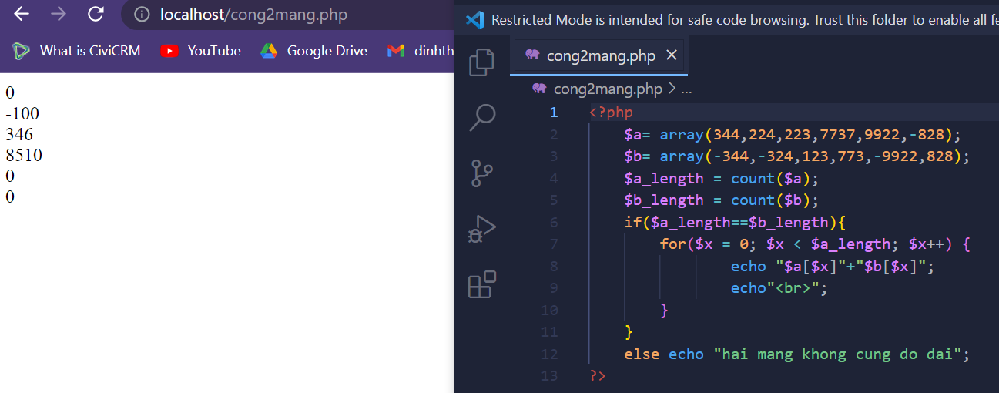 localhost/cong2mang.php
What is CiviCRM YouTube Google Drive dinhth
0
-100
346
8510
0
0
Restricted Mode is intended for safe code browsing. Trust this folder to enable all
cong2mang.php
cong2mang.php > ...
1 <?php
2 $a= array(344,224,223,7737,9922,-828);
3 $b= array(-344,-324,123,773,-9922,828);
4 $a_length = count($a);
5 $b_length = count($b);
6 if($a_length==$b_length){
7 for($x = 0; $x < $a_length; $x++) {
8 echo "$a[$x]"+"$b[$x]";
9 echo"<br>";
10 }
11 }
12 else echo "hai mang khong cung do dai";
13 ?>